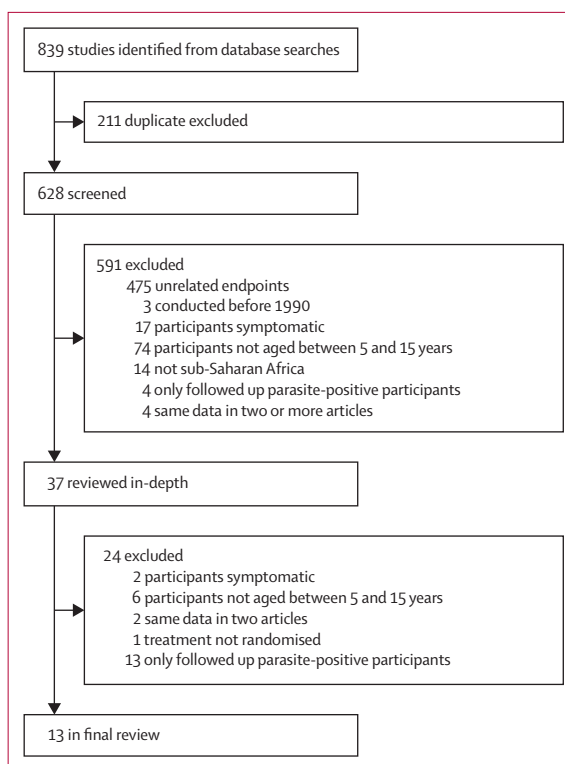 839 studies identified from database searches
211 duplicate excluded
628 screened
591 excluded
475 unrelated endpoints
3 conducted before 1990
17 participants symptomatic
74 participants not aged between 5 and 15 years
14 not sub-Saharan Africa
4 only followed up parasite-positive participants
4 same data in two or more articles
37 reviewed in-depth
24 excluded
2 participants symptomatic
6 participants not aged between 5 and 15 years
2 same data in two articles
1 treatment not randomised
13 only followed up parasite-positive participants
13 in final review